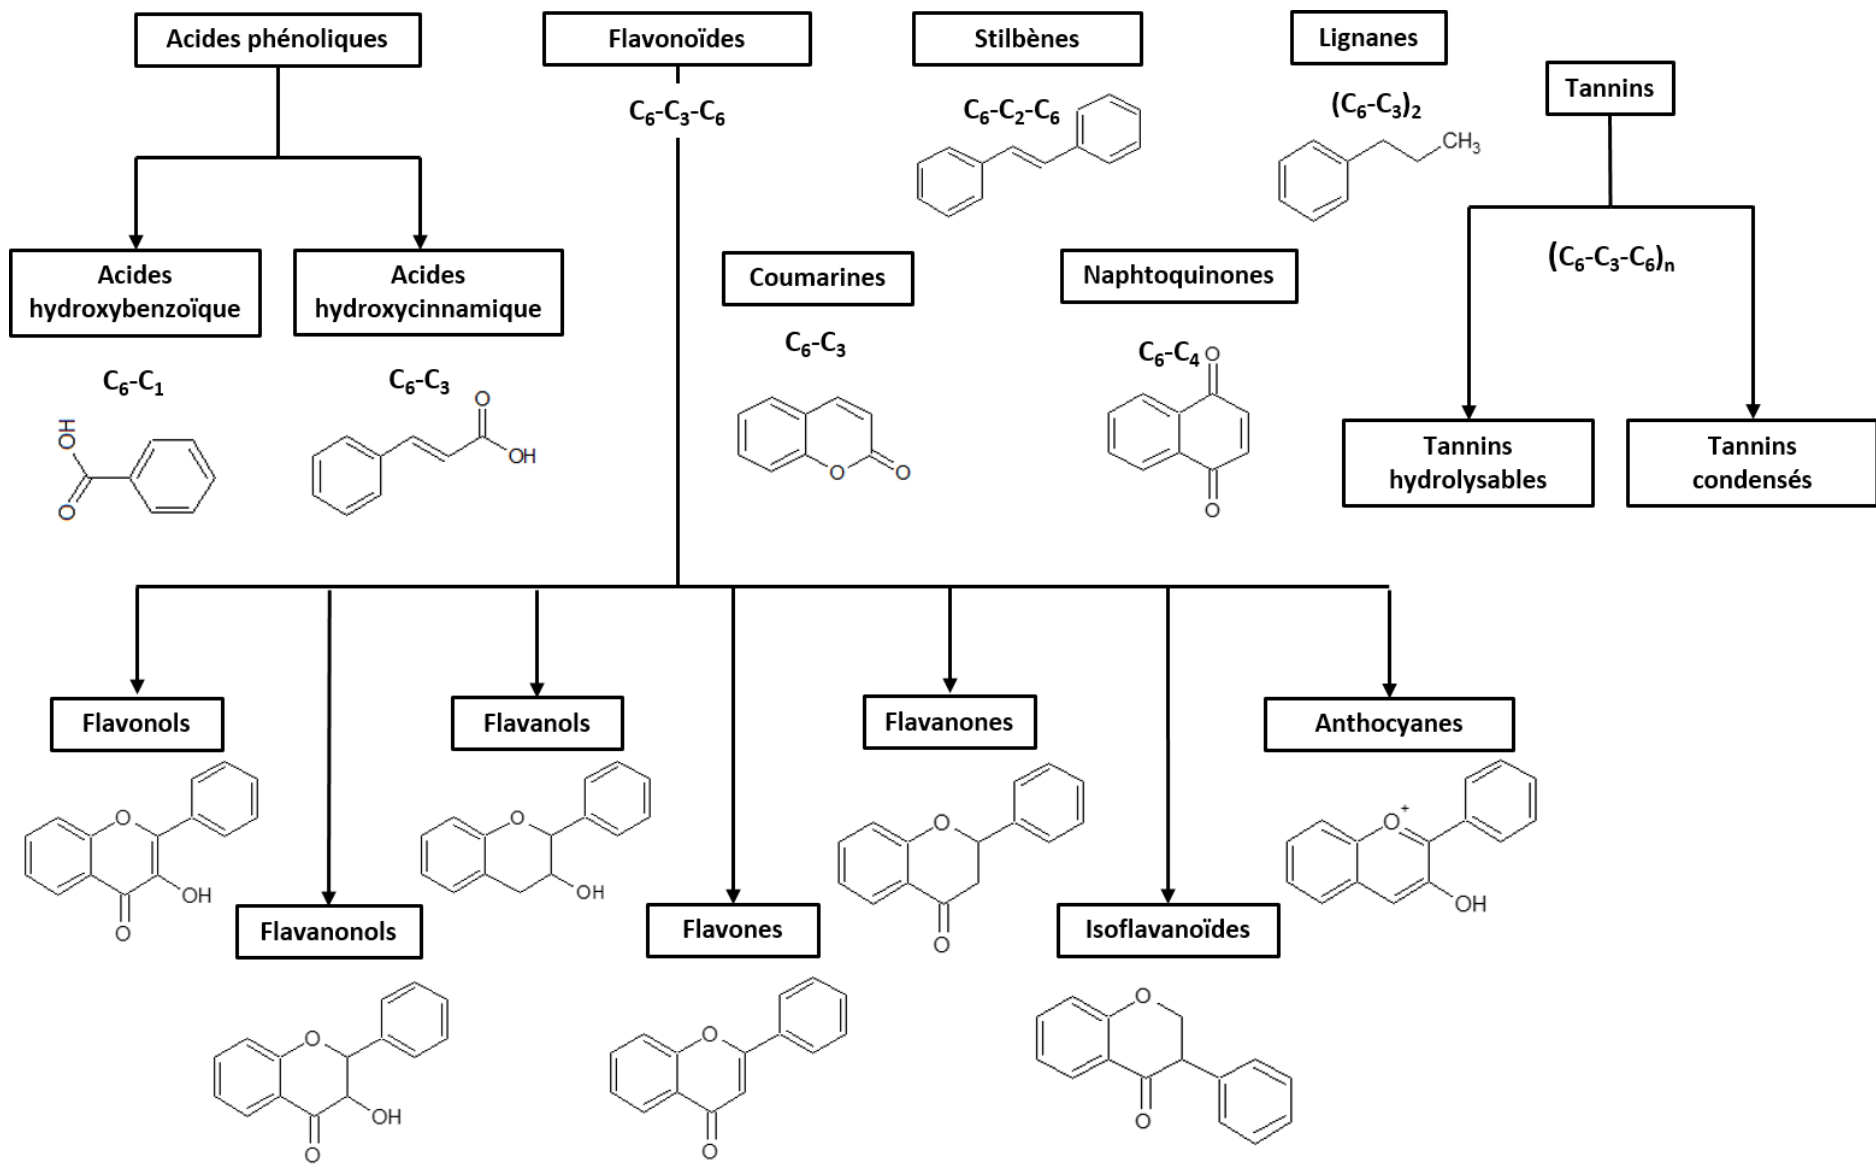 Acides phénoliques
Flavonoïdes
Stilbènes
Lignanes
Tannins
C6-C3-C6
C6-C2-C6
(C6-C3)2
CH3
(C6-C3-C6)n
Acides
hydroxybenzoïque
Acides
hydroxycinnamique
Coumarines
Naphtoquinones
C6-C1
C6-C3
C6-C3
C6-C4
OH
O
O
OH
O
O
O
O
Tannins
hydrolysables
Tannins
condensés
Flavonols
Flavanols
Flavanones
Anthocyanes
O
OH
O
O
OH
O
O
O+
OH
Flavanonols
Flavones
Isoflavanoïdes
O
OH
O
O
O
O
O